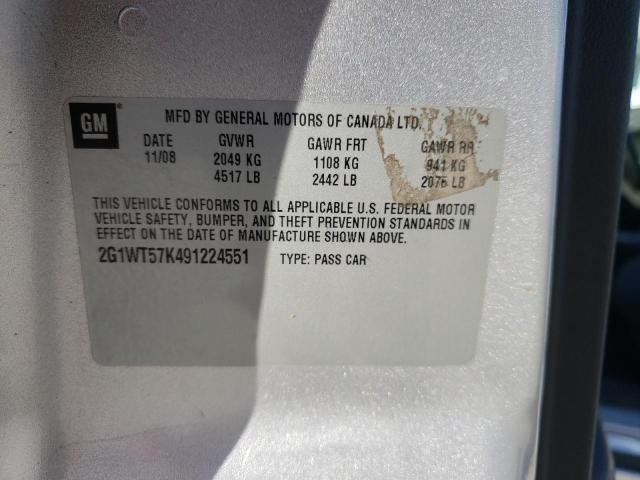 GM
MFD BY GENERAL MOTORS OF CANADA LTD.
DATE GVWR GAWR FRT GAWR RR
11/08 2049 KG 1108 KG 941 KG
4517 LB 2442 LB 2075 LB
THIS VEHICLE CONFORMS TO ALL APPLICABLE U.S. FEDERAL MOTOR
VEHICLE SAFETY, BUMPER, AND THEFT PREVENTION STANDARDS IN
EFFECT ON THE DATE OF MANUFACTURE SHOWN ABOVE.
2G1WT57K491224551 TYPE: PASS CAR